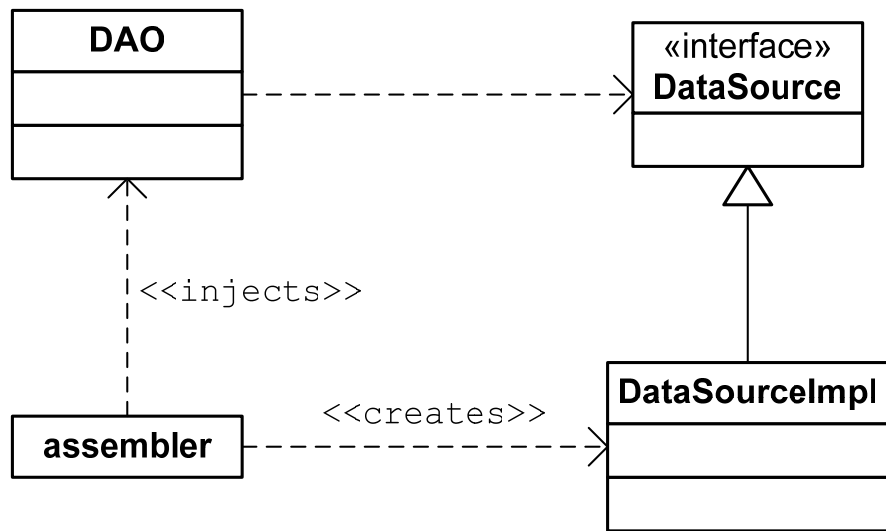 DAO
«interface»
DataSource
<<injects>>
DataSourceImpl
<<creates>>
assembler